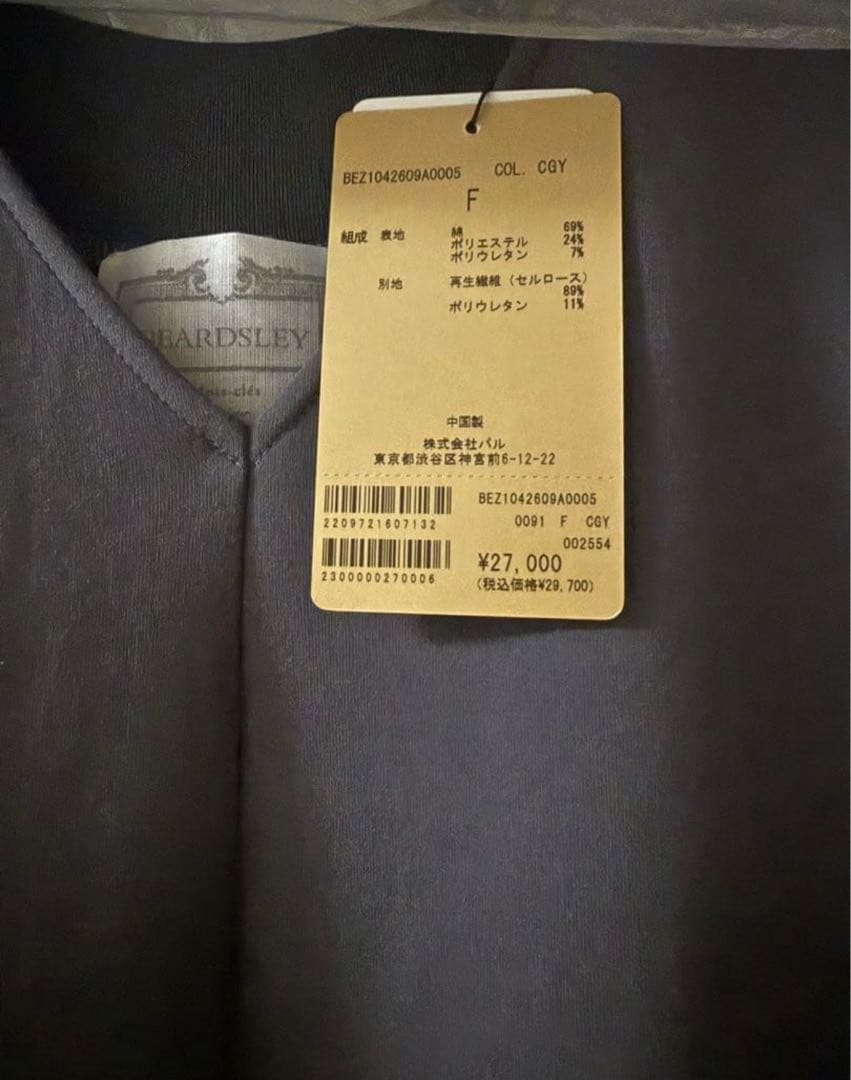 BEZ1042609A0005 COL. CGY
F
組成 表地 綿 69%
ポリエステル 24%
ポリウレタン 7%
別地 再生繊維 (セルロース)
89%
ポリウレタン 11%
BEARDSLEY
中国製
株式会社パル
東京都渋谷区神宮前6-12-22
BEZ1042609A0005
2209721607132
0091 F CGY
002554
¥27,000
2300000270006
(税込価格¥29,700)